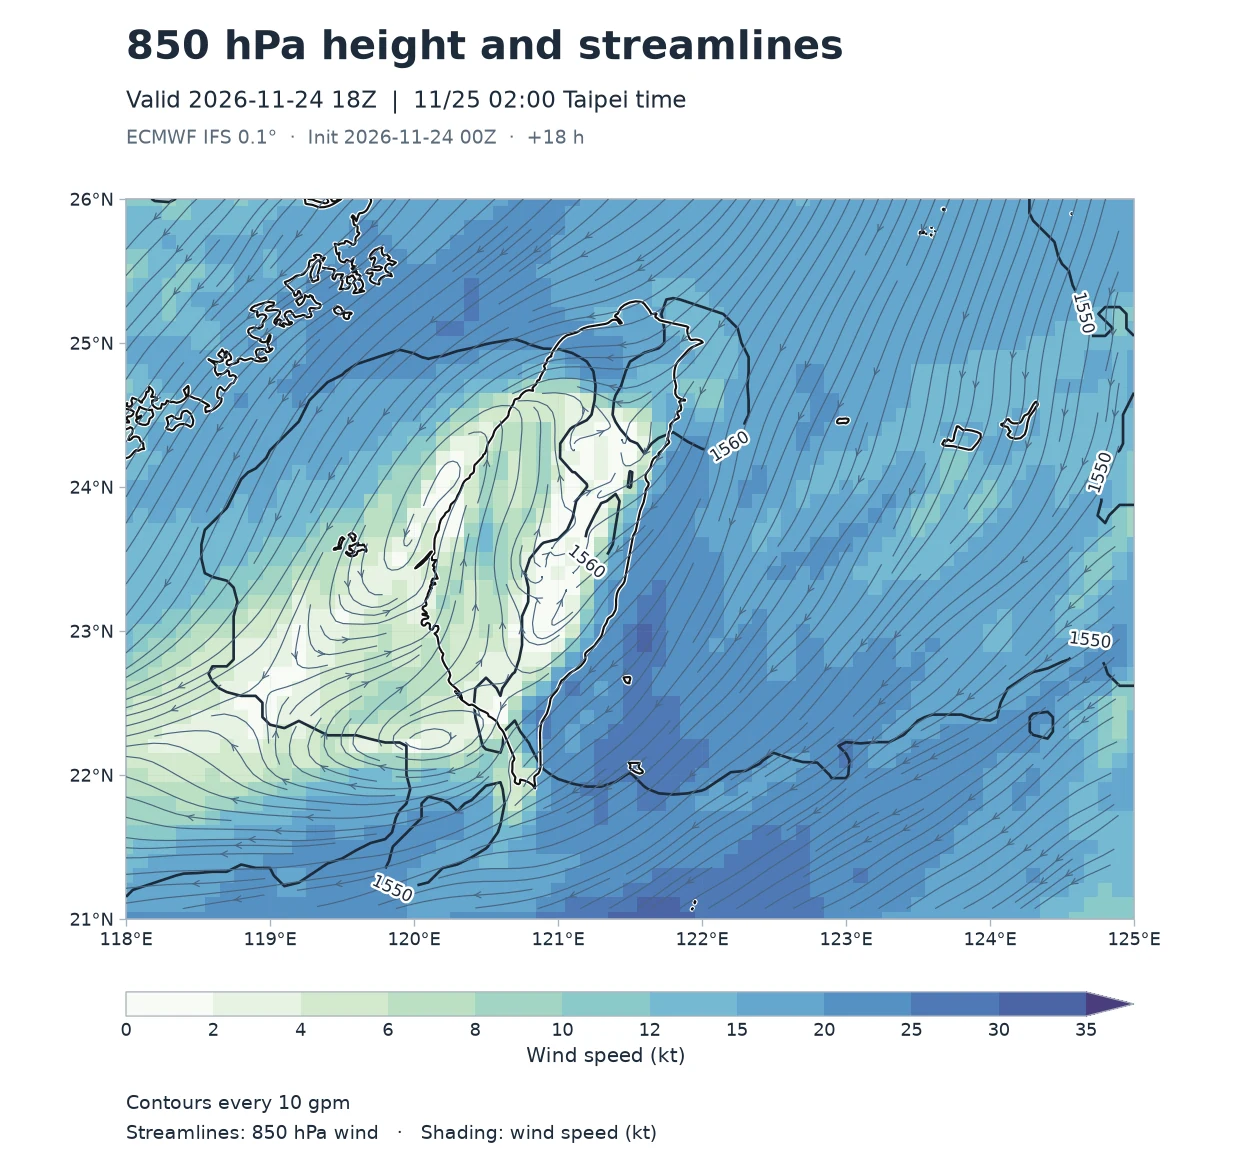 850 hPa height and streamlines
Valid 2026-11-24 18Z | 11/25 02:00 Taipei time
ECMWF IFS 0.1° · Init 2026-11-24 00Z · +18 h
26°N
25°N
24°N
23°N
22°N
21°N
1550
1560
1550
1560
1550
1550
118°E 119°E 120°E 121°E 122°E 123°E 124°E 125°E
0 2 4 6 8 10 12 15 20 25 30 35
Wind speed (kt)
Contours every 10 gpm
Streamlines: 850 hPa wind · Shading: wind speed (kt)